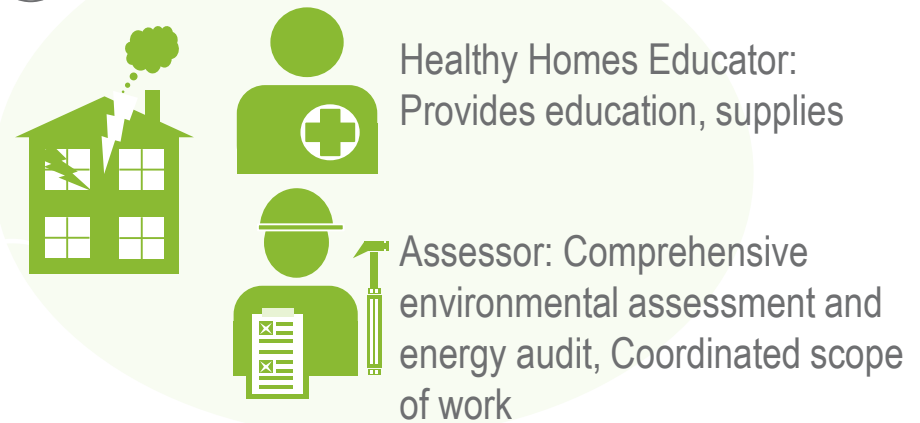 Healthy Homes Educator:
Provides education, supplies
Assessor: Comprehensive
environmental assessment and
energy audit, Coordinated scope
of work